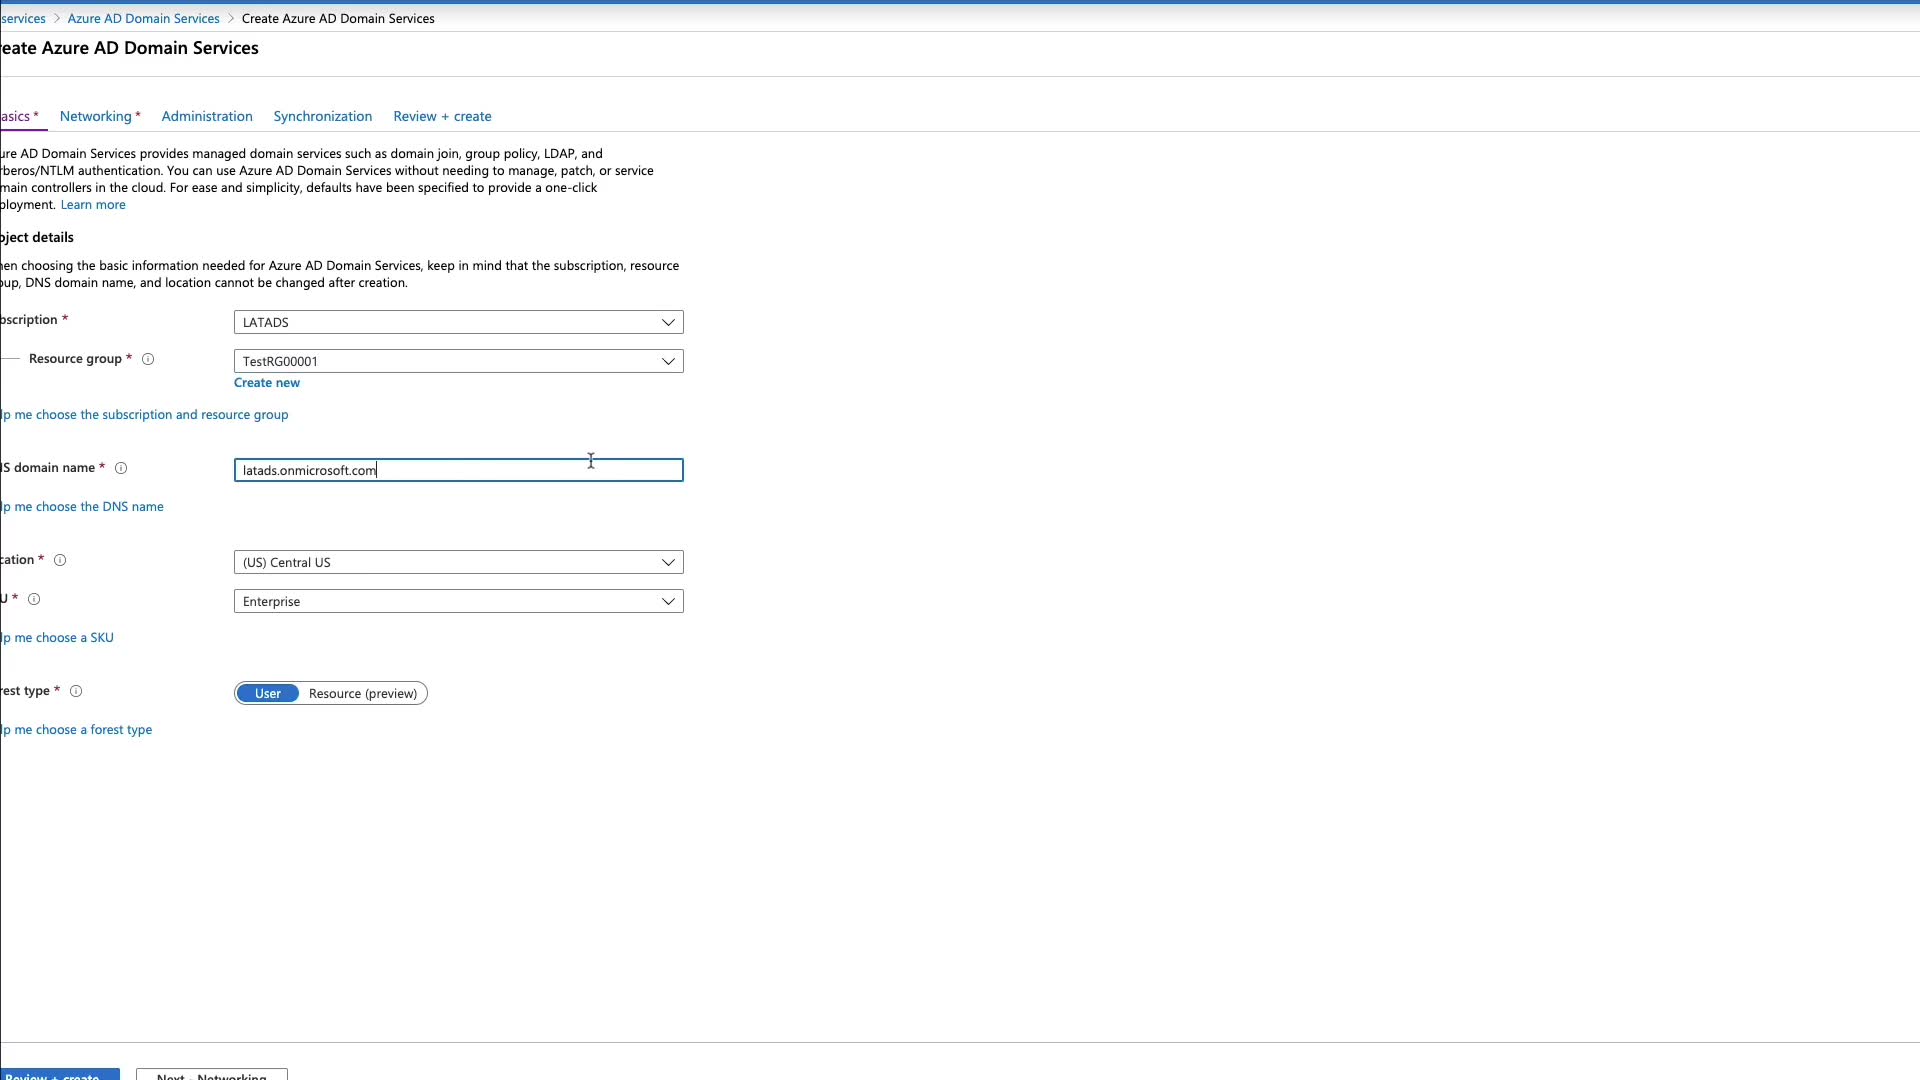 services > Azure AD Domain Services > Create Azure AD Domain Services
reate Azure AD Domain Services
asics * Networking * Administration Synchronization Review + create
ure AD Domain Services provides managed domain services such as domain join, group policy, LDAP, and
rberos/NTLM authentication. You can use Azure AD Domain Services without needing to manage, patch, or service
main controllers in the cloud. For ease and simplicity, defaults have been specified to provide a one-click
ployment. Learn more
oject details
hen choosing the basic information needed for Azure AD Domain Services, keep in mind that the subscription, resource
oup, DNS domain name, and location cannot be changed after creation.
bscription * LATADS
Resource group * TestRG00001
Create new
lp me choose the subscription and resource group
IS domain name * latads.onmicrosoft.com
lp me choose the DNS name
cation * (US) Central US
U * Enterprise
lp me choose a SKU
rest type * User Resource (preview)
lp me choose a forest type
Review + create Next - Networking